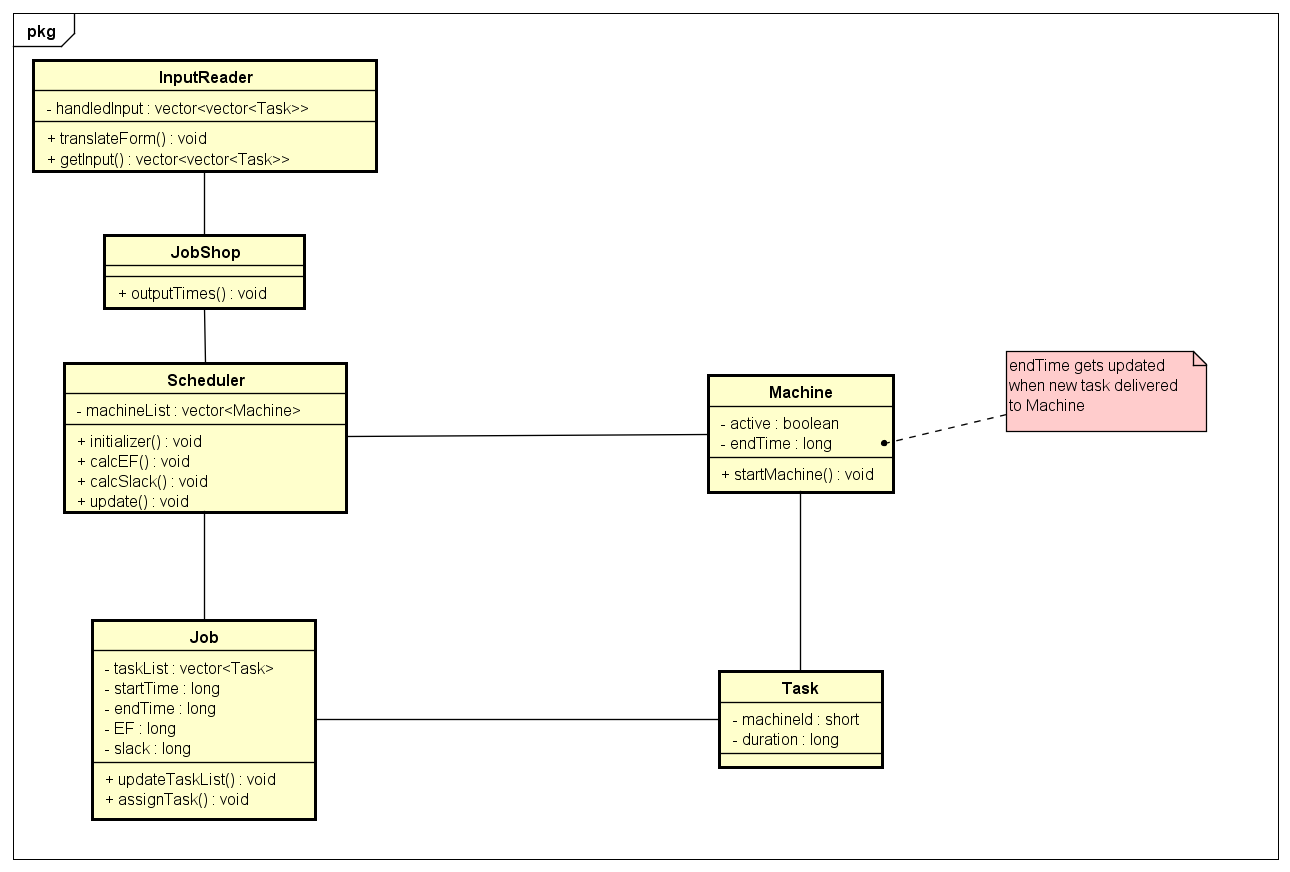 pkg
InputReader
- handledInput : vector<vector<Task>>
+ translateForm() : void
+ getInput() : vector<vector<Task>>
JobShop
+ outputTimes() : void
Scheduler
- machineList : vector<Machine>
+ initializer() : void
+ calcEF() : void
+ calcSlack() : void
+ update() : void
Machine
- active : boolean
- endTime : long
+ startMachine() : void
endTime gets updated
when new task delivered
to Machine
Job
- taskList : vector<Task>
- startTime : long
- endTime : long
- EF : long
- slack : long
+ updateTaskList() : void
+ assignTask() : void
Task
- machineId : short
- duration : long